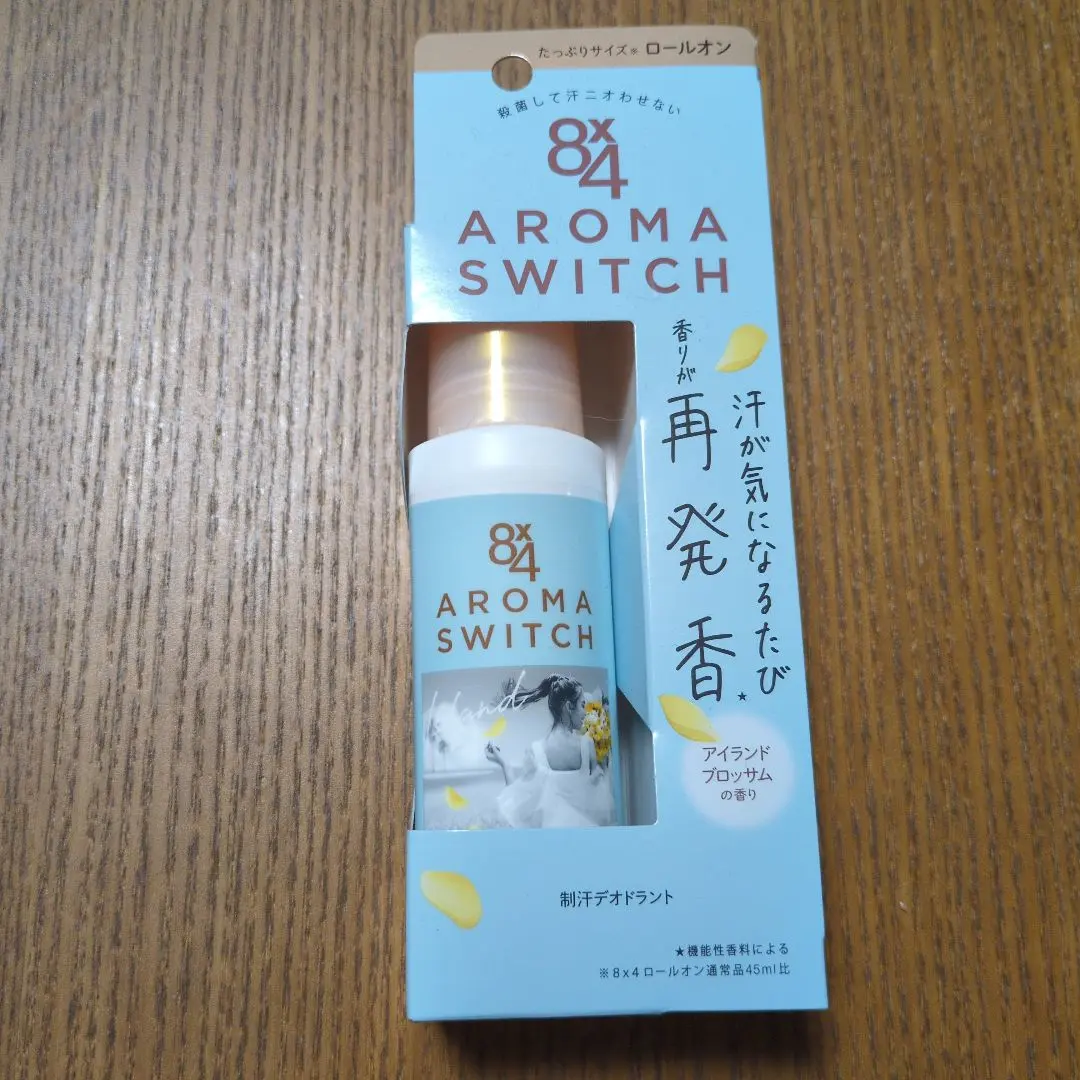 たっぷりサイズ※ ロールオン
殺菌して汗ニオわせない
8x4
AROMA
SWITCH
汗が気になるたび
香りが
再発香★
アイランド
ブロッサム
の香り
8x4
AROMA
SWITCH
Island
制汗デオドラント
★機能性香料による
※8x4ロールオン通常品45ml比